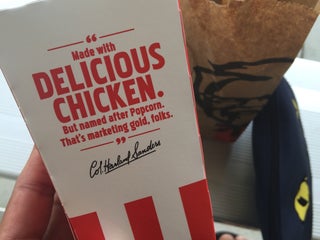 “
Made with
DELICIOUS
CHICKEN.
But named after Popcorn.
That's marketing gold, folks.
”
Col. Harland Sanders